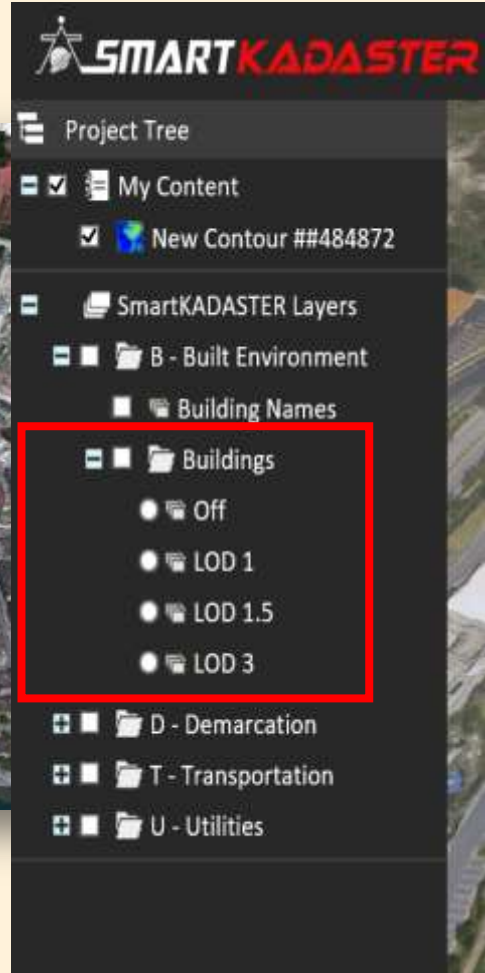 SMARTKADASTER
Project Tree
My Content
New Contour ##484872
SmartKADASTER Layers
B - Built Environment
Building Names
Buildings
Off
LOD 1
LOD 1.5
LOD 3
D - Demarcation
T - Transportation
U - Utilities